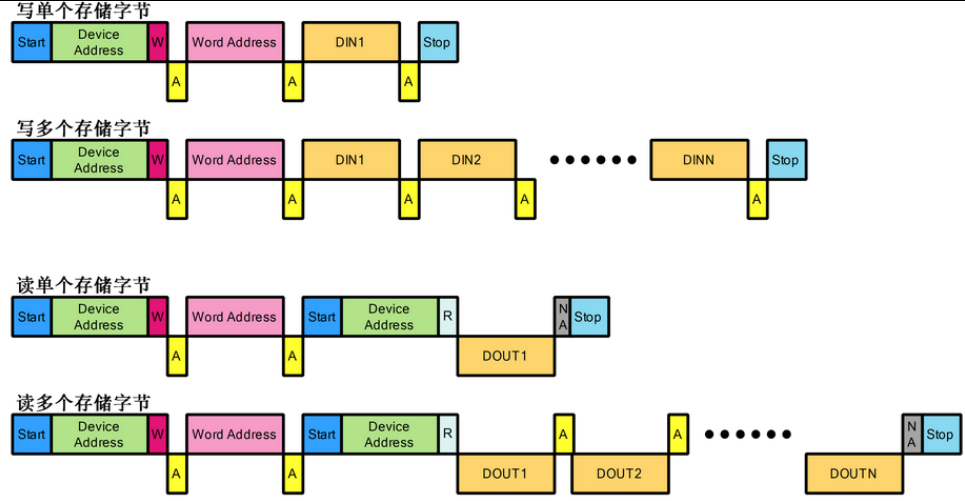 写单个存储字节
Start Device Address W Word Address DIN1 Stop
A A A
写多个存储字节
Start Device Address W Word Address DIN1 DIN2 •••••• DINN Stop
A A A A A
读单个存储字节
Start Device Address W Word Address Start Device Address R NA Stop
A A DOUT1
读多个存储字节
Start Device Address W Word Address Start Device Address R A A •••••• NA Stop
A A DOUT1 DOUT2 DOUTN